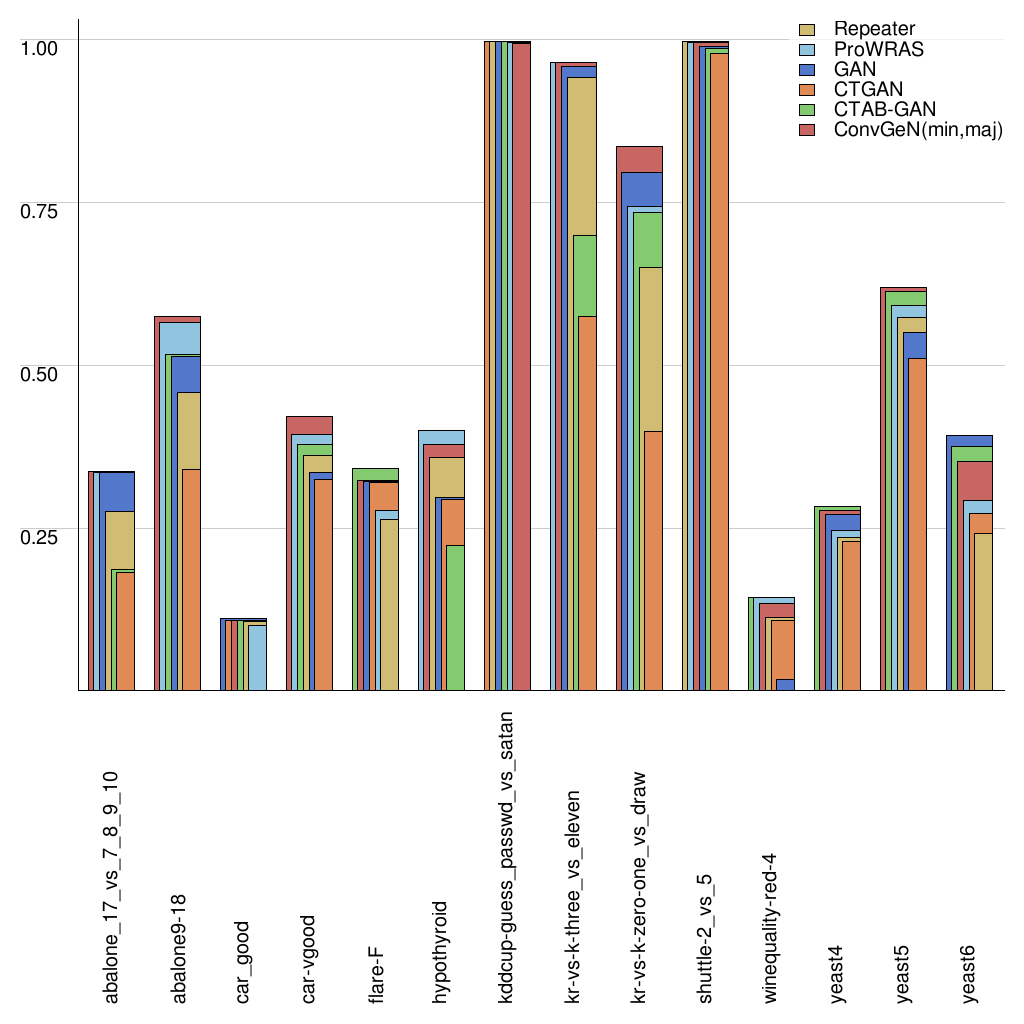 1.00
0.75
0.50
0.25
Repeater
ProWRAS
GAN
CTGAN
CTAB-GAN
ConvGeN(min,maj)
abalone_17_vs_7_8_9_10
abalone9-18
car_good
car-vgood
flare-F
hypothyroid
kddcup-guess_passwd_vs_satan
kr-vs-k-three_vs_eleven
kr-vs-k-zero-one_vs_draw
shuttle-2_vs_5
winequality-red-4
yeast4
yeast5
yeast6